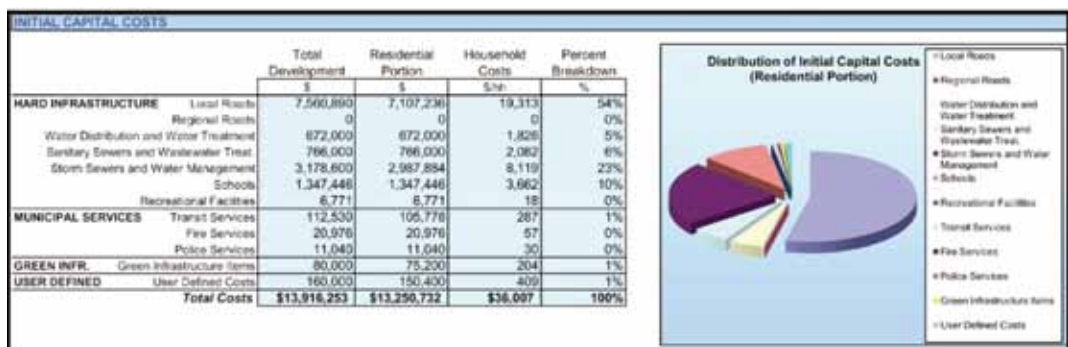 INITIAL CAPITAL COSTS
Total Residential Household Percent
Development Portion Costs Breakdown
$ $ $/hh %
HARD INFRASTRUCTURE Local Roads 7,560,890 7,107,236 19,313 54%
Regional Roads 0 0 0 0%
Water Distribution and Water Treatment 672,000 672,000 1,826 5%
Sanitary Sewers and Wastewater Treat. 766,000 766,000 2,082 6%
Storm Sewers and Water Management 3,178,600 2,987,884 8,119 23%
Schools 1,347,446 1,347,446 3,662 10%
Recreational Facilities 6,771 6,771 18 0%
MUNICIPAL SERVICES Transit Services 112,530 105,778 287 1%
Fire Services 20,976 20,976 57 0%
Police Services 11,040 11,040 30 0%
GREEN INFR. Green Infrastructure Items 80,000 75,200 204 1%
USER DEFINED User Defined Costs 160,000 150,400 409 1%
Total Costs $13,916,253 $13,250,732 $36,007 100%
Distribution of Initial Capital Costs
(Residential Portion)
Local Roads
Regional Roads
Water Distribution and
Water Treatment
Sanitary Sewers and
Wastewater Treat.
Storm Sewers and Water
Management
Schools
Recreational Facilities
Transit Services
Fire Services
Police Services
Green Infrastructure Items
User Defined Costs